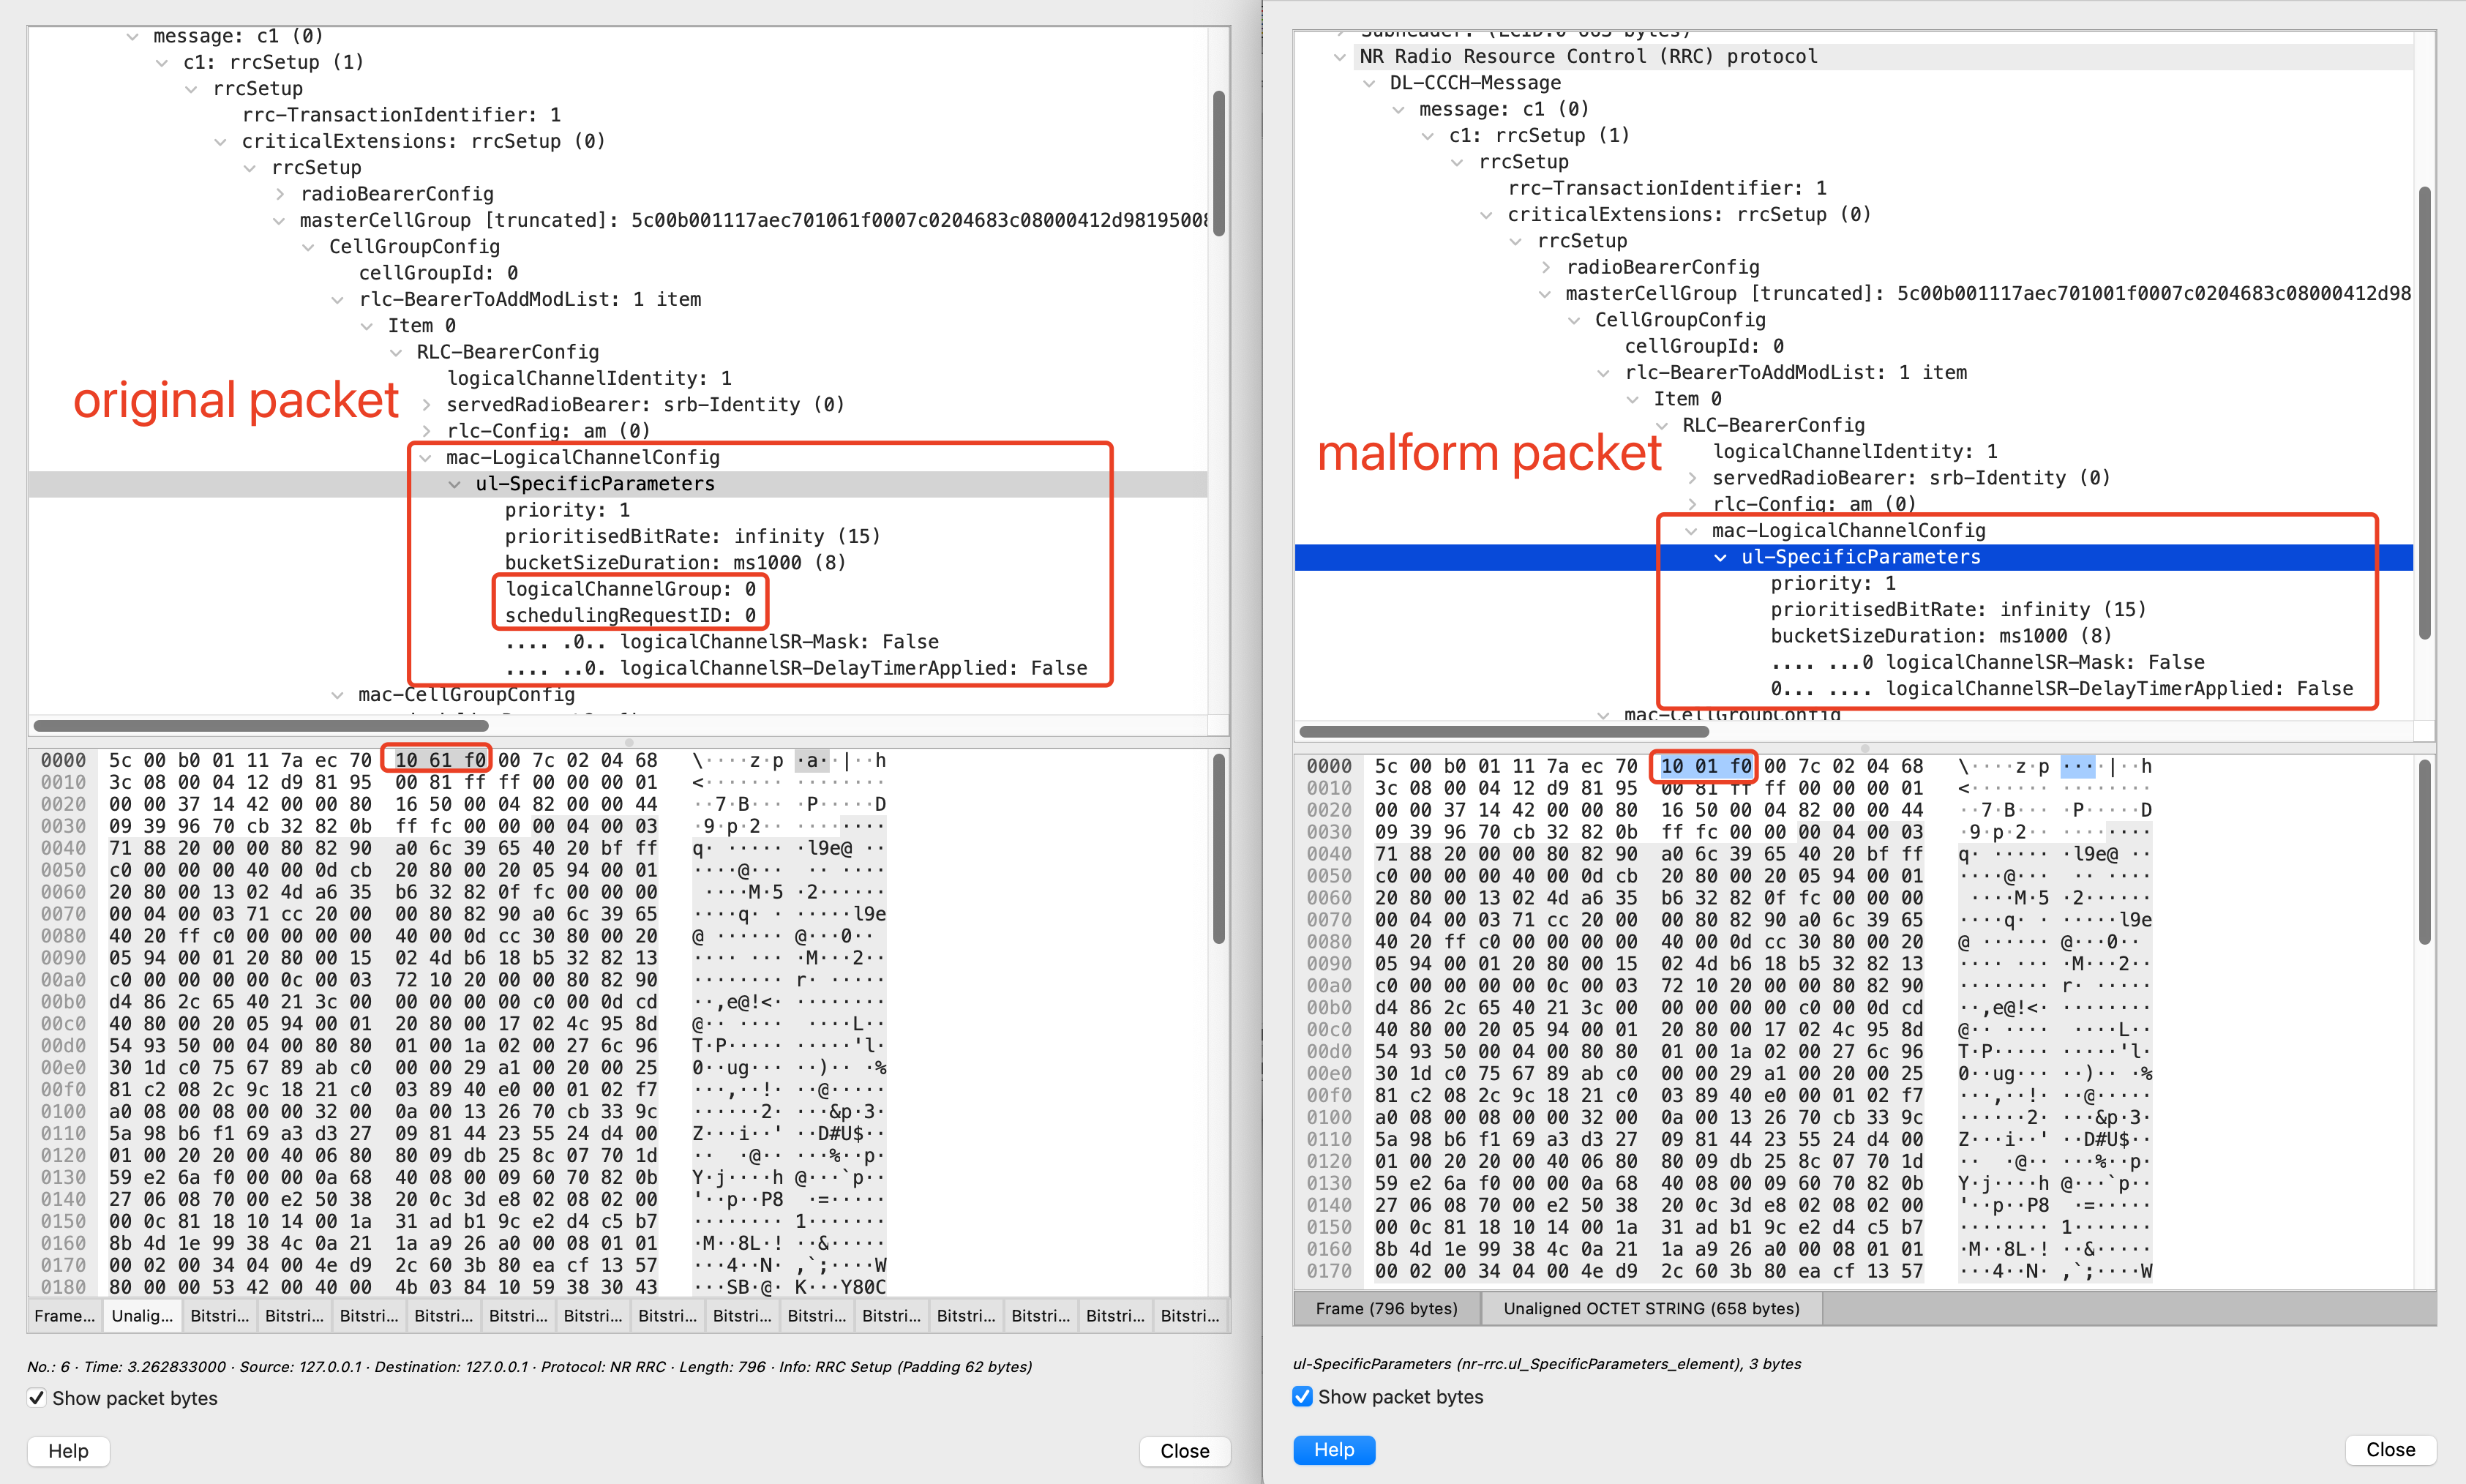 message: c1 (0)
c1: rrcSetup (1)
rrcSetup
rrc-TransactionIdentifier: 1
criticalExtensions: rrcSetup (0)
rrcSetup
radioBearerConfig
masterCellGroup [truncated]: 5c00b001117aec701061f0007c0204683c08000412d9819500
CellGroupConfig
cellGroupId: 0
rlc-BearerToAddModList: 1 item
Item 0
RLC-BearerConfig
logicalChannelIdentity: 1
original packet
servedRadioBearer: srb-Identity (0)
rlc-Config: am (0)
mac-LogicalChannelConfig
ul-SpecificParameters
priority: 1
prioritisedBitRate: infinity (15)
bucketSizeDuration: ms1000 (8)
logicalChannelGroup: 0
schedulingRequestID: 0
.... .0.. logicalChannelSR-Mask: False
.... ..0. logicalChannelSR-DelayTimerApplied: False
mac-CellGroupConfig
0000 5c 00 b0 01 11 7a ec 70 10 61 f0 00 7c 02 04 68 \····z·p ·a··|··h
0010 3c 08 00 04 12 d9 81 95 00 81 ff ff 00 00 00 01 <······· ········
0020 00 00 37 14 42 00 00 80 16 50 00 04 82 00 00 44 ··7·B··· ·P·····D
0030 09 39 96 70 cb 32 82 0b ff fc 00 00 00 04 00 03 ·9·p·2·· ········
0040 71 88 20 00 00 80 82 90 a0 6c 39 65 40 20 bf ff q· ····· ·l9e@ ··
0050 c0 00 00 00 40 00 0d cb 20 80 00 20 05 94 00 01 ····@··· ·· ····
0060 20 80 00 13 02 4d a6 35 b6 32 82 0f fc 00 00 00 ····M·5 ·2······
0070 00 04 00 03 71 cc 20 00 00 80 82 90 a0 6c 39 65 ····q· · ·····l9e
0080 40 20 ff c0 00 00 00 00 40 00 0d cc 30 80 00 20 @ ······ @···0··
0090 05 94 00 01 20 80 00 15 02 4d b6 18 b5 32 82 13 ···· ··· ·M···2··
00a0 c0 00 00 00 00 0c 00 03 72 10 20 00 00 80 82 90 ········ r· ·····
00b0 d4 86 2c 65 40 21 3c 00 00 00 00 00 c0 00 0d cd ··,e@!<· ········
00c0 40 80 00 20 05 94 00 01 20 80 00 17 02 4c 95 8d @·· ···· ····L··
00d0 54 93 50 00 04 00 80 80 01 00 1a 02 00 27 6c 96 T·P····· ·····'l·
00e0 30 1d c0 75 67 89 ab c0 00 00 29 a1 00 20 00 25 0··ug··· ··)·· ·%
00f0 81 c2 08 2c 9c 18 21 c0 03 89 40 e0 00 01 02 f7 ···,··!· ··@·····
0100 a0 08 00 08 00 00 32 00 0a 00 13 26 70 cb 33 9c ······2· ···&p·3·
0110 5a 98 b6 f1 69 a3 d3 27 09 81 44 23 55 24 d4 00 Z···i··' ··D#U$··
0120 01 00 20 20 00 40 06 80 80 09 db 25 8c 07 70 1d ·· ·@·· ···%··p·
0130 59 e2 6a f0 00 00 0a 68 40 08 00 09 60 70 82 0b Y·j····h @···`p··
0140 27 06 08 70 00 e2 50 38 20 0c 3d e8 02 08 02 00 '··p··P8 ·=·····
0150 00 0c 81 18 10 14 00 1a 31 ad b1 9c e2 d4 c5 b7 ········ 1·······
0160 8b 4d 1e 99 38 4c 0a 21 1a a9 26 a0 00 08 01 01 ·M··8L·! ··&·····
0170 00 02 00 34 04 00 4e d9 2c 60 3b 80 ea cf 13 57 ···4··N· ,`;····W
0180 80 00 00 53 42 00 40 00 4b 03 84 10 59 38 30 43 ···SB·@· K···Y80C
Frame... Unalig... Bitstri... Bitstri... Bitstri... Bitstri... Bitstri... Bitstri... Bitstri... Bitstri... Bitstri... Bitstri... Bitstri... Bitstri... Bitstri... Bitstri...
No.: 6 · Time: 3.262833000 · Source: 127.0.0.1 · Destination: 127.0.0.1 · Protocol: NR RRC · Length: 796 · Info: RRC Setup (Padding 62 bytes)
Show packet bytes
Help
Close
NR Radio Resource Control (RRC) protocol
DL-CCCH-Message
message: c1 (0)
c1: rrcSetup (1)
rrcSetup
rrc-TransactionIdentifier: 1
criticalExtensions: rrcSetup (0)
rrcSetup
radioBearerConfig
masterCellGroup [truncated]: 5c00b001117aec701001f0007c0204683c08000412d98
CellGroupConfig
cellGroupId: 0
rlc-BearerToAddModList: 1 item
Item 0
RLC-BearerConfig
malform packet
logicalChannelIdentity: 1
servedRadioBearer: srb-Identity (0)
rlc-Config: am (0)
mac-LogicalChannelConfig
ul-SpecificParameters
priority: 1
prioritisedBitRate: infinity (15)
bucketSizeDuration: ms1000 (8)
.... ...0 logicalChannelSR-Mask: False
0... .... logicalChannelSR-DelayTimerApplied: False
mac-CellGroupConfig
0000 5c 00 b0 01 11 7a ec 70 10 01 f0 00 7c 02 04 68 \····z·p ····|··h
0010 3c 08 00 04 12 d9 81 95 00 81 ff ff 00 00 00 01 <······· ········
0020 00 00 37 14 42 00 00 80 16 50 00 04 82 00 00 44 ··7·B··· ·P·····D
0030 09 39 96 70 cb 32 82 0b ff fc 00 00 00 04 00 03 ·9·p·2·· ········
0040 71 88 20 00 00 80 82 90 a0 6c 39 65 40 20 bf ff q· ····· ·l9e@ ··
0050 c0 00 00 00 40 00 0d cb 20 80 00 20 05 94 00 01 ····@··· ·· ····
0060 20 80 00 13 02 4d a6 35 b6 32 82 0f fc 00 00 00 ····M·5 ·2······
0070 00 04 00 03 71 cc 20 00 00 80 82 90 a0 6c 39 65 ····q· · ·····l9e
0080 40 20 ff c0 00 00 00 00 40 00 0d cc 30 80 00 20 @ ······ @···0··
0090 05 94 00 01 20 80 00 15 02 4d b6 18 b5 32 82 13 ···· ··· ·M···2··
00a0 c0 00 00 00 00 0c 00 03 72 10 20 00 00 80 82 90 ········ r· ·····
00b0 d4 86 2c 65 40 21 3c 00 00 00 00 00 c0 00 0d cd ··,e@!<· ········
00c0 40 80 00 20 05 94 00 01 20 80 00 17 02 4c 95 8d @·· ···· ····L··
00d0 54 93 50 00 04 00 80 80 01 00 1a 02 00 27 6c 96 T·P····· ·····'l·
00e0 30 1d c0 75 67 89 ab c0 00 00 29 a1 00 20 00 25 0··ug··· ··)·· ·%
00f0 81 c2 08 2c 9c 18 21 c0 03 89 40 e0 00 01 02 f7 ···,··!· ··@·····
0100 a0 08 00 08 00 00 32 00 0a 00 13 26 70 cb 33 9c ······2· ···&p·3·
0110 5a 98 b6 f1 69 a3 d3 27 09 81 44 23 55 24 d4 00 Z···i··' ··D#U$··
0120 01 00 20 20 00 40 06 80 80 09 db 25 8c 07 70 1d ·· ·@·· ···%··p·
0130 59 e2 6a f0 00 00 0a 68 40 08 00 09 60 70 82 0b Y·j····h @···`p··
0140 27 06 08 70 00 e2 50 38 20 0c 3d e8 02 08 02 00 '··p··P8 ·=·····
0150 00 0c 81 18 10 14 00 1a 31 ad b1 9c e2 d4 c5 b7 ········ 1·······
0160 8b 4d 1e 99 38 4c 0a 21 1a a9 26 a0 00 08 01 01 ·M··8L·! ··&·····
0170 00 02 00 34 04 00 4e d9 2c 60 3b 80 ea cf 13 57 ···4··N· ,`;····W
Frame (796 bytes) Unaligned OCTET STRING (658 bytes)
ul-SpecificParameters (nr-rrc.ul_SpecificParameters_element), 3 bytes
Show packet bytes
Help
Close